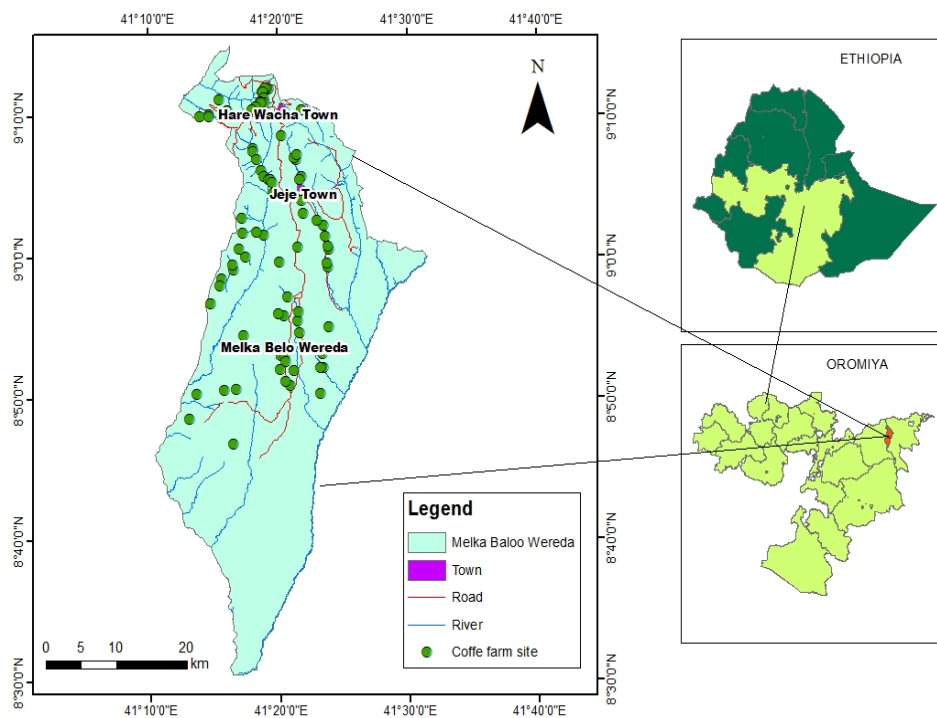 41°10'0"E 41°20'0"E 41°30'0"E 41°40'0"E
9°10'0"N
9°0'0"N
8°50'0"N
8°40'0"N
8°30'0"N
Hare Wacha Town
Jeje Town
Melka Belo Wereda
N
Legend
Melka Baloo Wereda
Town
Road
River
Coffe farm site
0 5 10 20
km
9°10'0"N
9°0'0"N
8°50'0"N
8°40'0"N
8°30'0"N
41°10'0"E 41°20'0"E 41°30'0"E 41°40'0"E
ETHIOPIA
OROMIYA